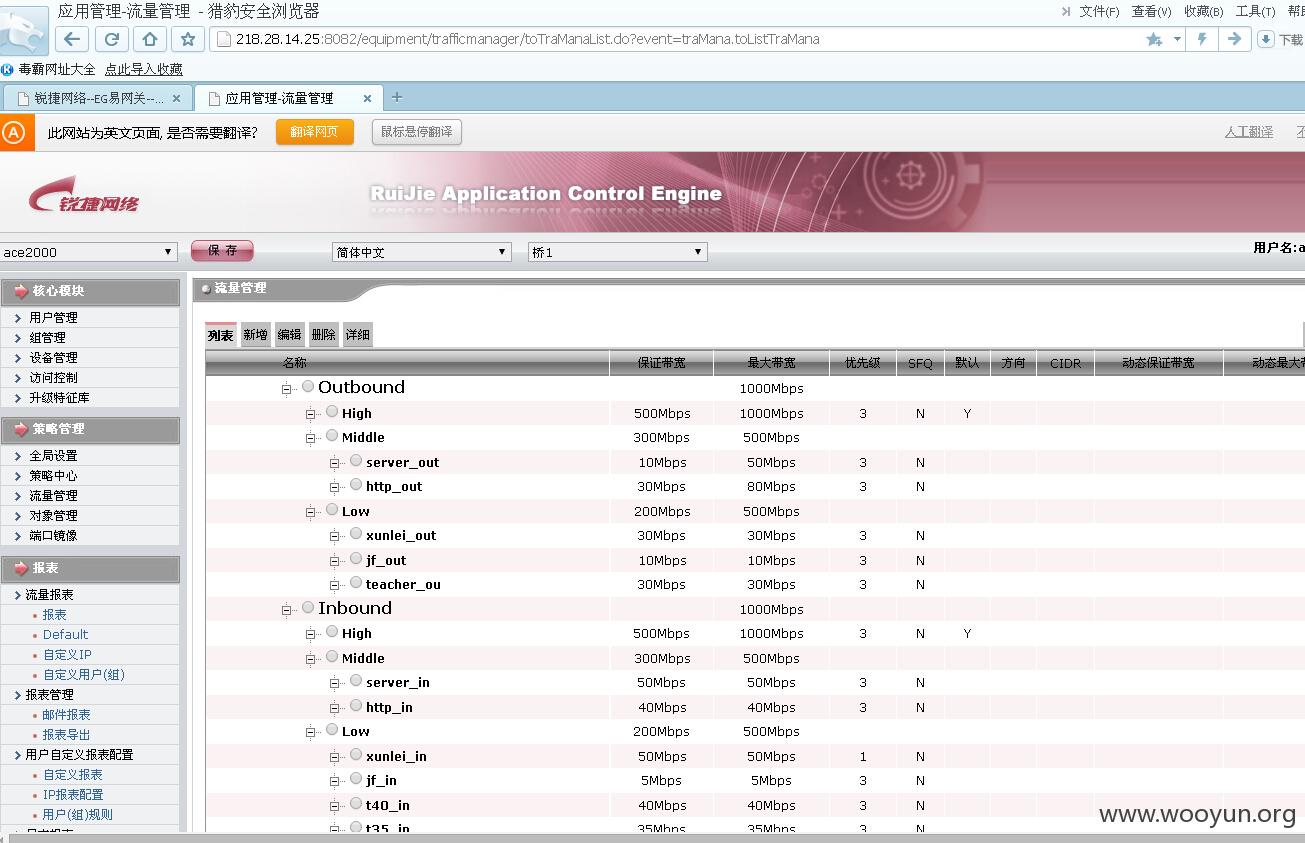 应用管理-流量管理 - 猎豹安全浏览器
文件(F) 查看(V) 收藏(B) 工具(T) 帮
218.28.14.25:8082/equipment/trafficmanager/toTraManaList.do?event=traMana.toListTraMana
下载
毒霸网址大全 点此导入收藏
锐捷网络--EG易网关--... 应用管理-流量管理
此网站为英文页面, 是否需要翻译? 翻译网页 鼠标悬停翻译 人工翻译 不
锐捷网络
RuiJie Application Control Engine
ace2000 保 存 简体中文 桥1 用户名:a
核心模块
用户管理
组管理
设备管理
访问控制
升级特征库
策略管理
全局设置
策略中心
流量管理
对象管理
端口镜像
报表
流量报表
报表
Default
自定义IP
自定义用户(组)
报表管理
邮件报表
报表导出
用户自定义报表配置
自定义报表
IP报表配置
用户(组)规则
流量管理
列表 新增 编辑 删除 详细
名称 保证带宽 最大带宽 优先级 SFQ 默认 方向 CIDR 动态保证带宽 动态最大带
Outbound 1000Mbps
High 500Mbps 1000Mbps 3 N Y
Middle 300Mbps 500Mbps
server_out 10Mbps 50Mbps 3 N
http_out 30Mbps 80Mbps 3 N
Low 200Mbps 500Mbps
xunlei_out 30Mbps 30Mbps 3 N
jf_out 10Mbps 10Mbps 3 N
teacher_ou 30Mbps 30Mbps 3 N
Inbound 1000Mbps
High 500Mbps 1000Mbps 3 N Y
Middle 300Mbps 500Mbps
server_in 50Mbps 50Mbps 3 N
http_in 40Mbps 40Mbps 3 N
Low 200Mbps 500Mbps
xunlei_in 50Mbps 50Mbps 1 N
jf_in 5Mbps 5Mbps 3 N
t40_in 40Mbps 40Mbps 3 N
t35_in 35Mbps 35Mbps 3 N
www.wooyun.org